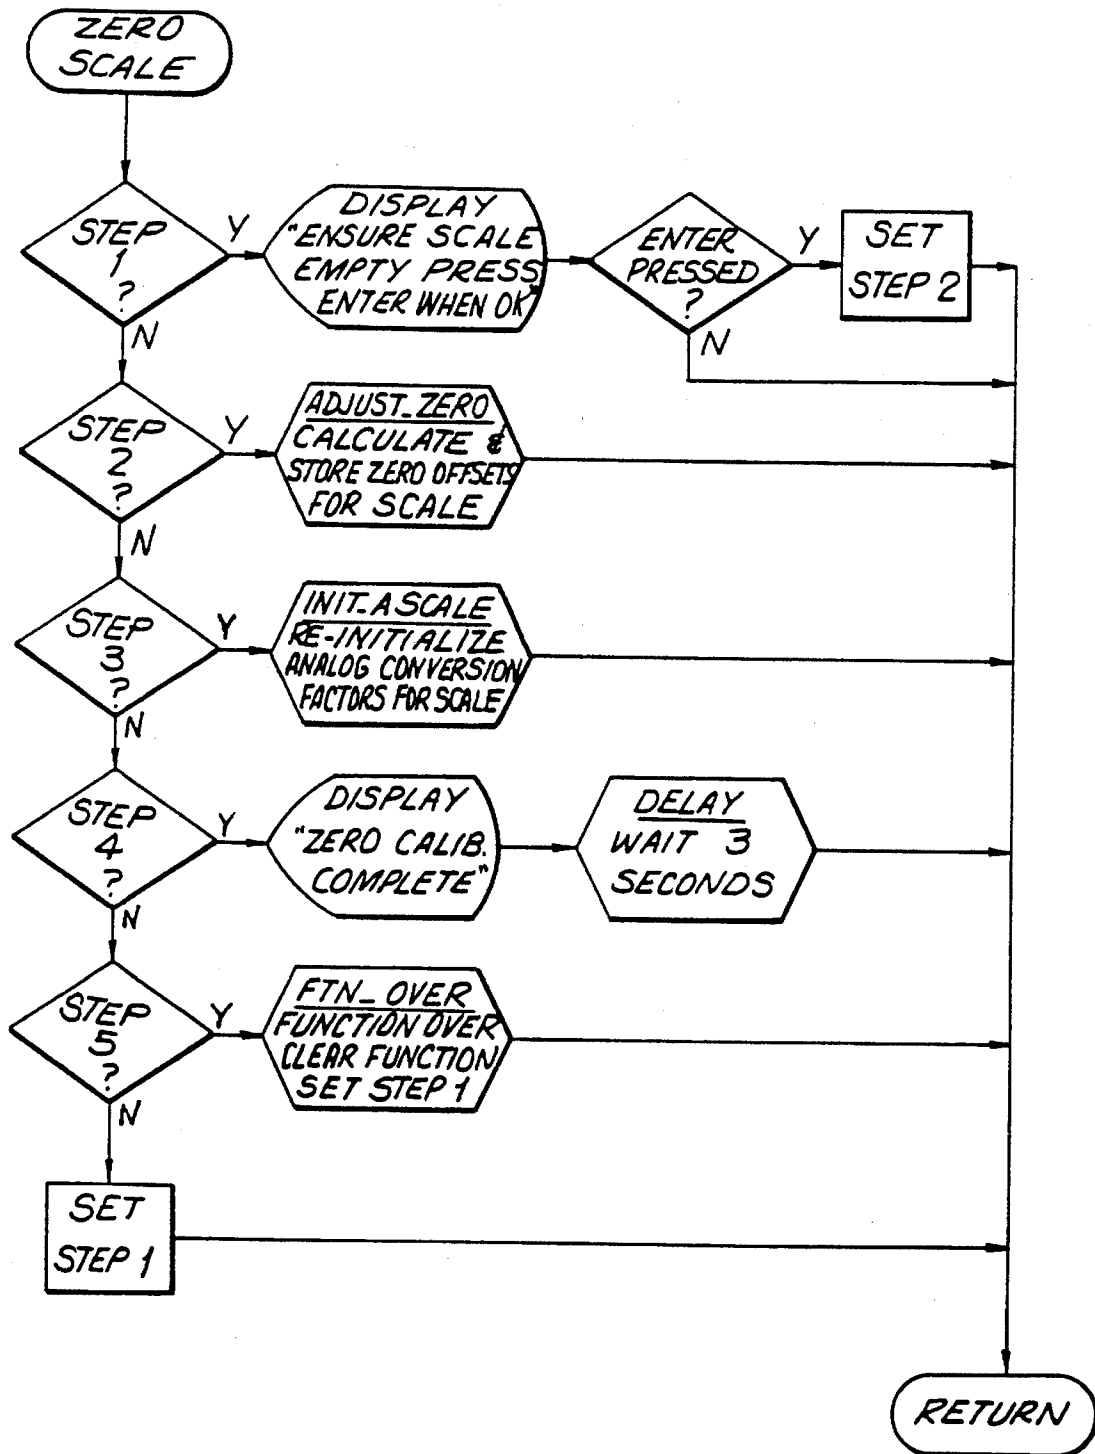 ZERO
SCALE
STEP
1
?
Y
N
DISPLAY
"ENSURE SCALE
EMPTY PRESS
ENTER WHEN OK"
ENTER
PRESSED
?
Y
N
SET
STEP 2
STEP
2
?
Y
N
ADJUST_ZERO
CALCULATE &
STORE ZERO OFFSETS
FOR SCALE
STEP
3
?
Y
N
INIT_ASCALE
RE-INITIALIZE
ANALOG CONVERSION
FACTORS FOR SCALE
STEP
4
?
Y
N
DISPLAY
"ZERO CALIB.
COMPLETE"
DELAY
WAIT 3
SECONDS
STEP
5
?
Y
N
FTN_OVER
FUNCTION OVER
CLEAR FUNCTION
SET STEP 1
SET
STEP 1
RETURN